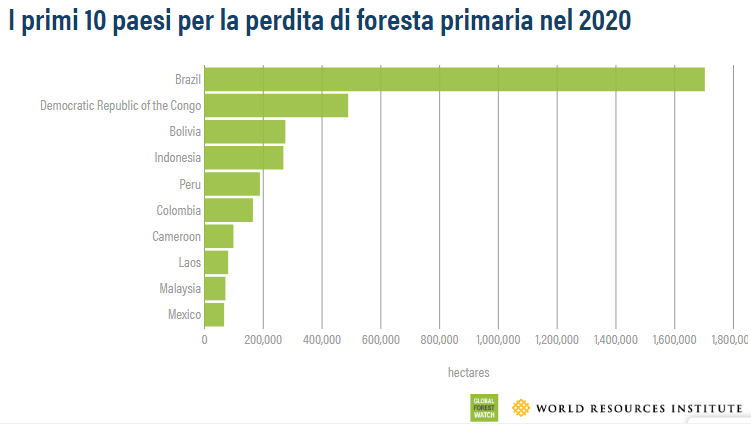 I primi 10 paesi per la perdita di foresta primaria nel 2020
Brazil
Democratic Republic of the Congo
Bolivia
Indonesia
Peru
Colombia
Cameroon
Laos
Malaysia
Mexico
0 200,000 400,000 600,000 800,000 1,000,000 1,200,000 1,400,000 1,600,000 1,800,00
hectares
GLOBAL
FOREST
WATCH
WORLD RESOURCES INSTITUTE